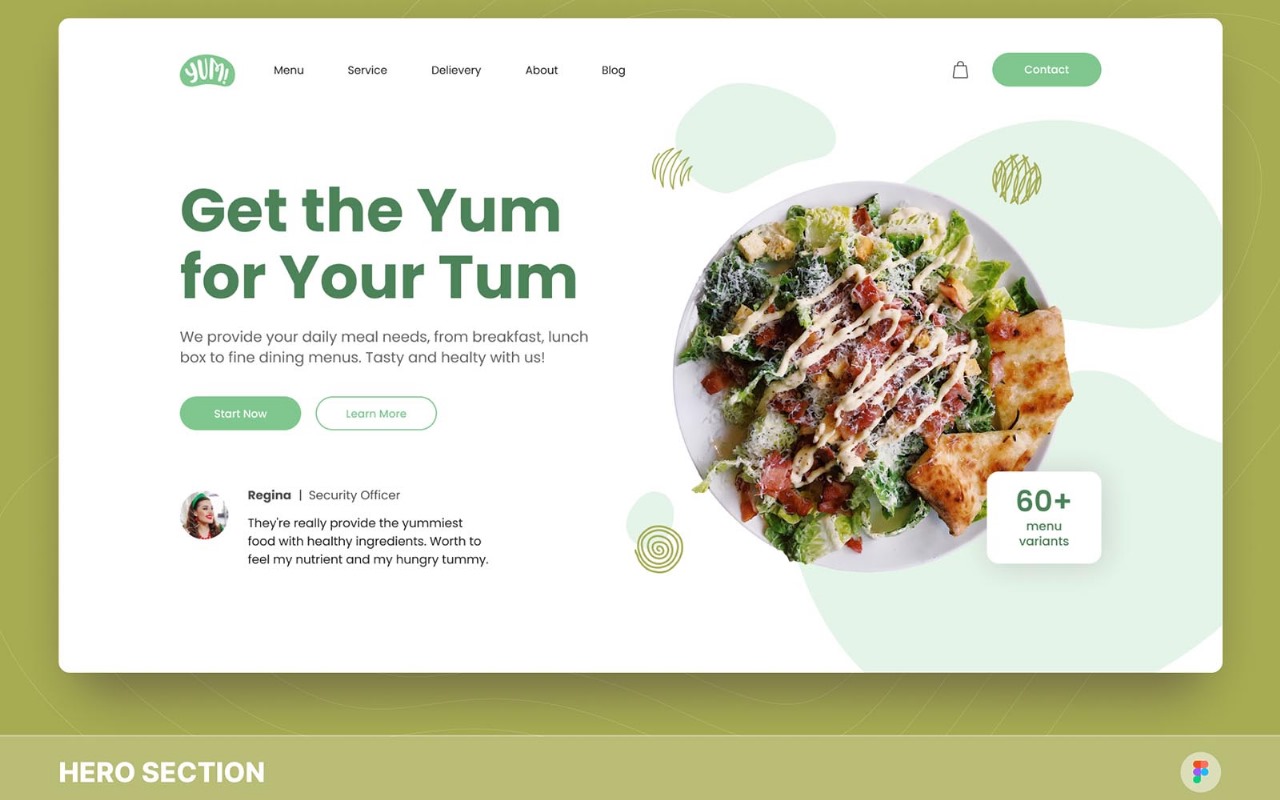 YUM!
Menu
Service
Delievery
About
Blog
Contact
Get the Yum
for Your Tum
We provide your daily meal needs, from breakfast, lunch
box to fine dining menus. Tasty and healty with us!
Start Now
Learn More
Regina | Security Officer
They're really provide the yummiest
food with healthy ingredients. Worth to
feel my nutrient and my hungry tummy.
60+
menu
variants
HERO SECTION